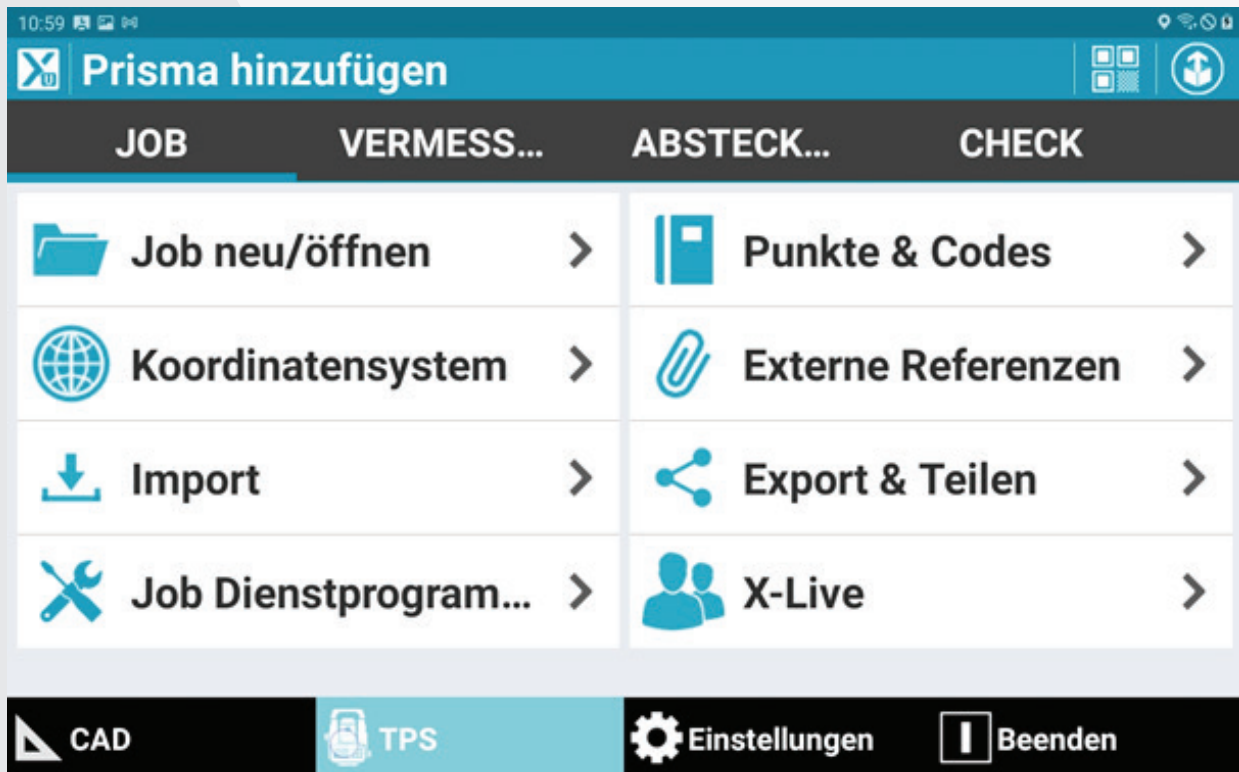 10:59
Prisma hinzufügen
JOB VERMESS... ABSTECK... CHECK
Job neu/öffnen
Punkte & Codes
Koordinatensystem
Externe Referenzen
Import
Export & Teilen
Job Dienstprogram...
X-Live
CAD TPS Einstellungen Beenden